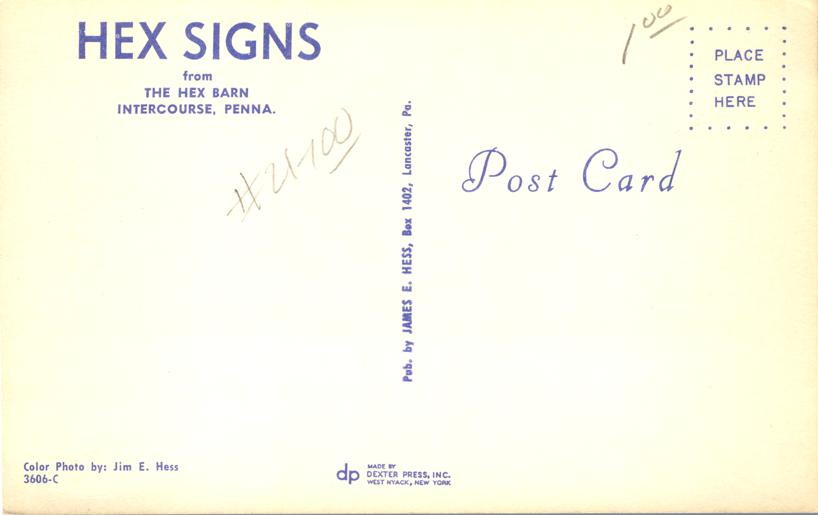 HEX SIGNS
from
THE HEX BARN
INTERCOURSE, PENNA.
1 00
PLACE
STAMP
HERE
Pub. by JAMES E. HESS, Box 1402, Lancaster, Pa.
Post Card
Color Photo by: Jim E. Hess
3606-C
dp
MADE BY
DEXTER PRESS, INC.
WEST NYACK, NEW YORK